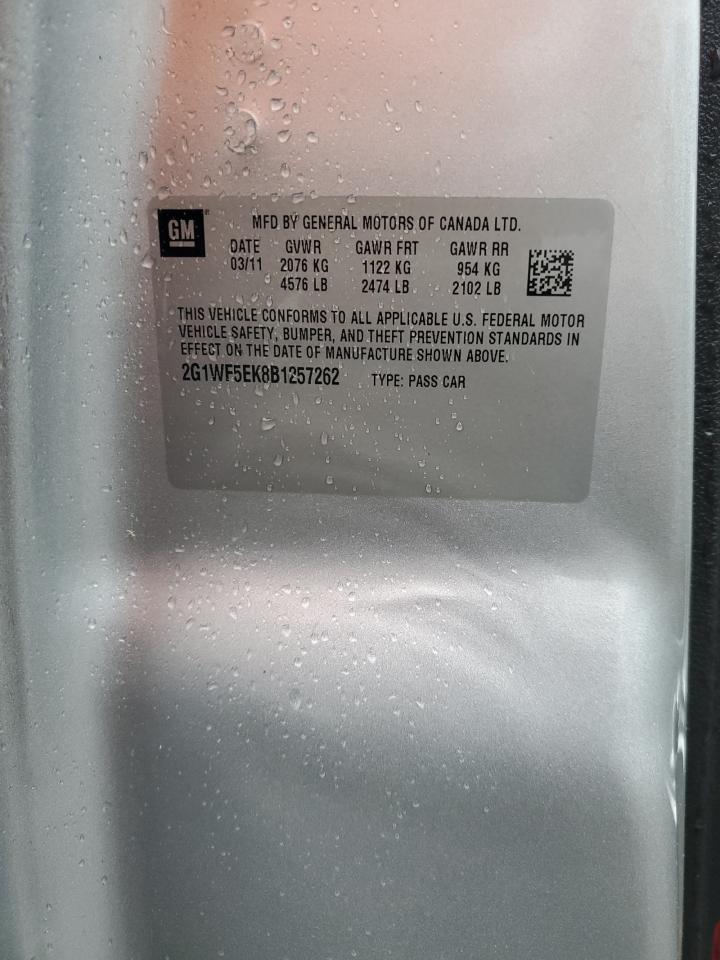 GM MFD BY GENERAL MOTORS OF CANADA LTD.
DATE GVWR GAWR FRT GAWR RR
03/11 2076 KG 1122 KG 954 KG
4576 LB 2474 LB 2102 LB
THIS VEHICLE CONFORMS TO ALL APPLICABLE U.S. FEDERAL MOTOR
VEHICLE SAFETY, BUMPER, AND THEFT PREVENTION STANDARDS IN
EFFECT ON THE DATE OF MANUFACTURE SHOWN ABOVE.
2G1WF5EK8B1257262 TYPE: PASS CAR